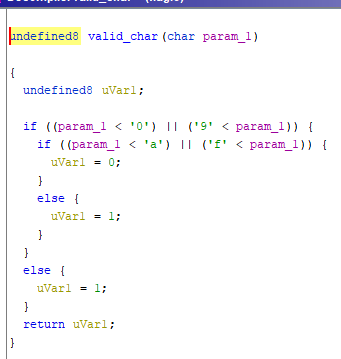 undefined8 valid_char(char param_1)
{
undefined8 uVar1;
if ((param_1 < '0') || ('9' < param_1)) {
if ((param_1 < 'a') || ('f' < param_1)) {
uVar1 = 0;
}
else {
uVar1 = 1;
}
}
else {
uVar1 = 1;
}
return uVar1;
}